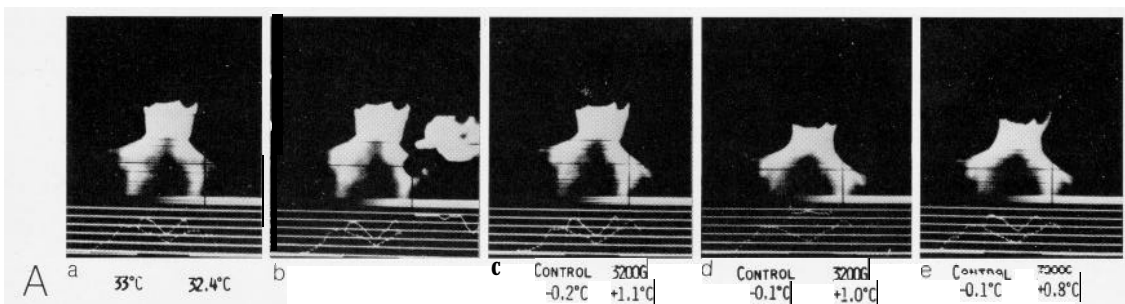 A
a
33°C 32.4°C
b
c
CONTROL 3200G
-0.2°C +1.1°C
d
CONTROL 3200G
-0.1°C +1.0°C
e
CONTROL
-0.1°C +0.8°C